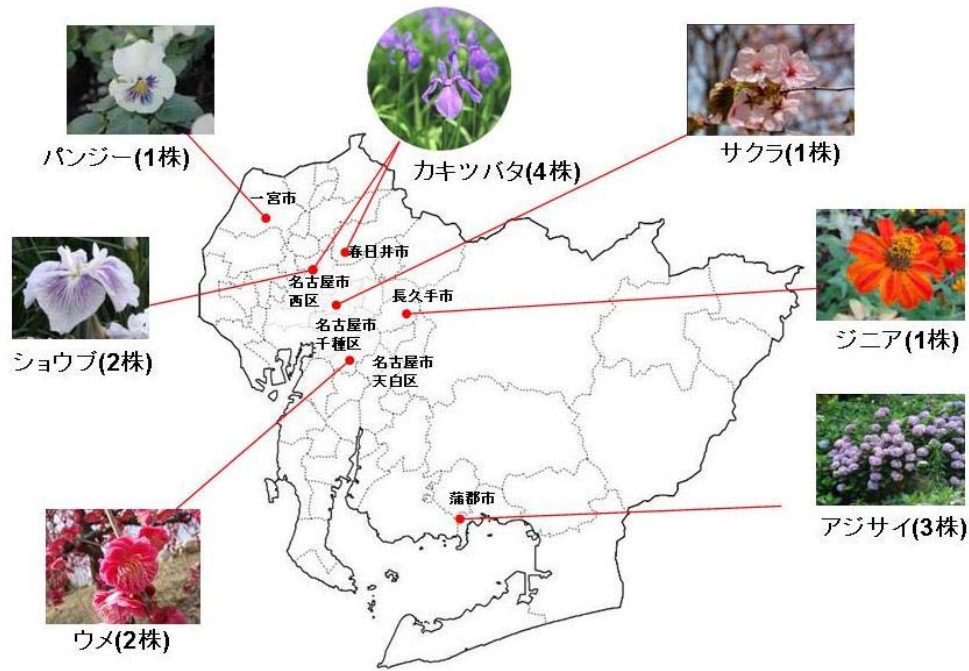 パンジー(1株)
カキツバタ(4株)
サクラ(1株)
一宮市
春日井市
名古屋市
西区
長久手市
ショウブ(2株)
名古屋市
千種区
ジニア(1株)
名古屋市
天白区
蒲郡市
アジサイ(3株)
ウメ(2株)